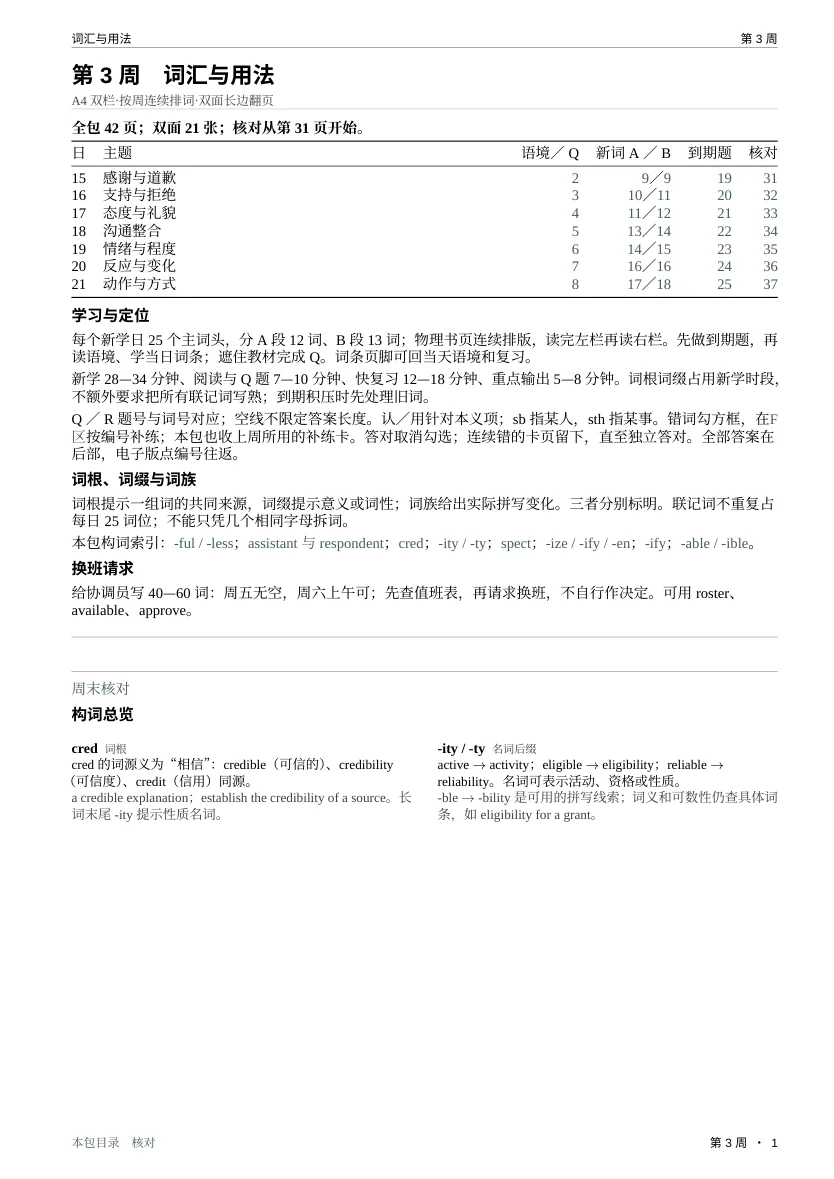 词汇与用法 第 3 周
第 3 周 词汇与用法
A4 双栏·按周连续排词·双面长边翻页
全包 42 页；双面 21 张；核对从第 31 页开始。
日 主题 语境／ Q 新词 A ／ B 到期题 核对
15 感谢与道歉 2 9／9 19 31
16 支持与拒绝 3 10／11 20 32
17 态度与礼貌 4 11／12 21 33
18 沟通整合 5 13／14 22 34
19 情绪与程度 6 14／15 23 35
20 反应与变化 7 16／16 24 36
21 动作与方式 8 17／18 25 37
学习与定位
每个新学日 25 个主词头，分 A 段 12 词、B 段 13 词；物理书页连续排版，读完左栏再读右栏。先做到期题，再
读语境、学当日词条；遮住教材完成 Q。词条页脚可回当天语境和复习。
新学 28—34 分钟、阅读与 Q 题 7—10 分钟、快复习 12—18 分钟、重点输出 5—8 分钟。词根词缀占用新学时段，
不额外要求把所有联记词写熟；到期积压时先处理旧词。
Q ／ R 题号与词号对应；空线不限定答案长度。认／用针对本义项；sb 指某人，sth 指某事。错词勾方框，在F
区按编号补练；本包也收上周所用的补练卡。答对取消勾选；连续错的卡页留下，直至独立答对。全部答案在
后部，电子版点编号往返。
词根、词缀与词族
词根提示一组词的共同来源，词缀提示意义或词性；词族给出实际拼写变化。三者分别标明。联记词不重复占
每日 25 词位；不能只凭几个相同字母拆词。
本包构词索引：-ful / -less；assistant 与 respondent；cred；-ity / -ty；spect；-ize / -ify / -en；-ify；-able / -ible。
换班请求
给协调员写 40—60 词：周五无空，周六上午可；先查值班表，再请求换班，不自行作决定。可用 roster、
available、approve。
周末核对
构词总览
cred 词根
cred 的词源义为“相信”：credible（可信的）、credibility
（可信度）、credit（信用）同源。
a credible explanation；establish the credibility of a source。长
词末尾 -ity 提示性质名词。
-ity / -ty 名词后缀
active → activity；eligible → eligibility；reliable →
reliability。名词可表示活动、资格或性质。
-ble → -bility 是可用的拼写线索；词义和可数性仍查具体词
条，如 eligibility for a grant。
本包目录 核对 第 3 周 · 1